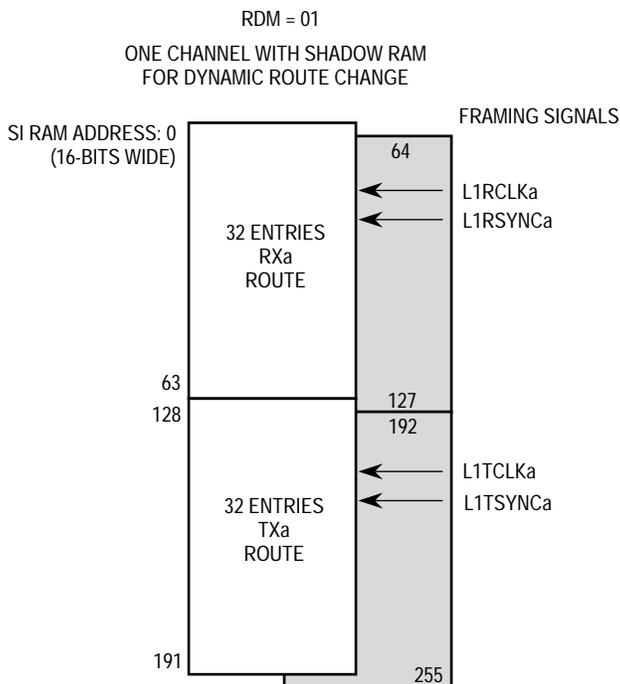 RDM = 01
ONE CHANNEL WITH SHADOW RAM
FOR DYNAMIC ROUTE CHANGE
FRAMING SIGNALS
SI RAM ADDRESS: 0
(16-BITS WIDE)
64
L1RCLKa
L1RSYNCa
32 ENTRIES
RXa
ROUTE
63
127
128
192
L1TCLKa
L1TSYNCa
32 ENTRIES
TXa
ROUTE
191
255